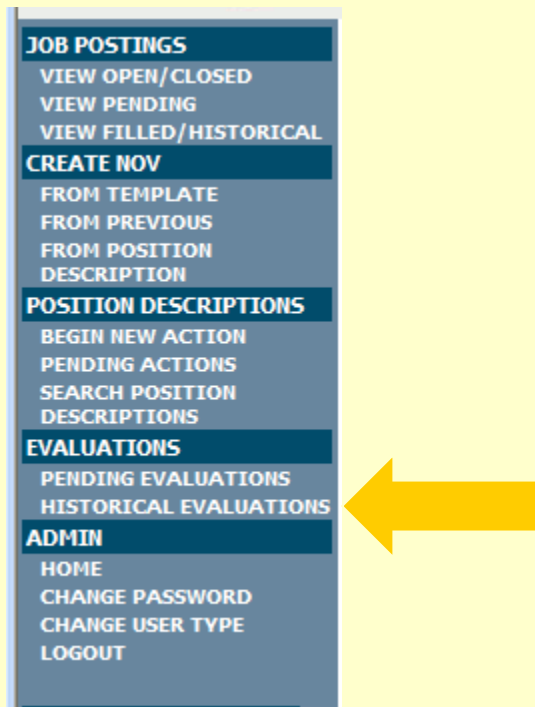 JOB POSTINGS
VIEW OPEN/CLOSED
VIEW PENDING
VIEW FILLED/HISTORICAL
CREATE NOV
FROM TEMPLATE
FROM PREVIOUS
FROM POSITION
DESCRIPTION
POSITION DESCRIPTIONS
BEGIN NEW ACTION
PENDING ACTIONS
SEARCH POSITION
DESCRIPTIONS
EVALUATIONS
PENDING EVALUATIONS
HISTORICAL EVALUATIONS
ADMIN
HOME
CHANGE PASSWORD
CHANGE USER TYPE
LOGOUT